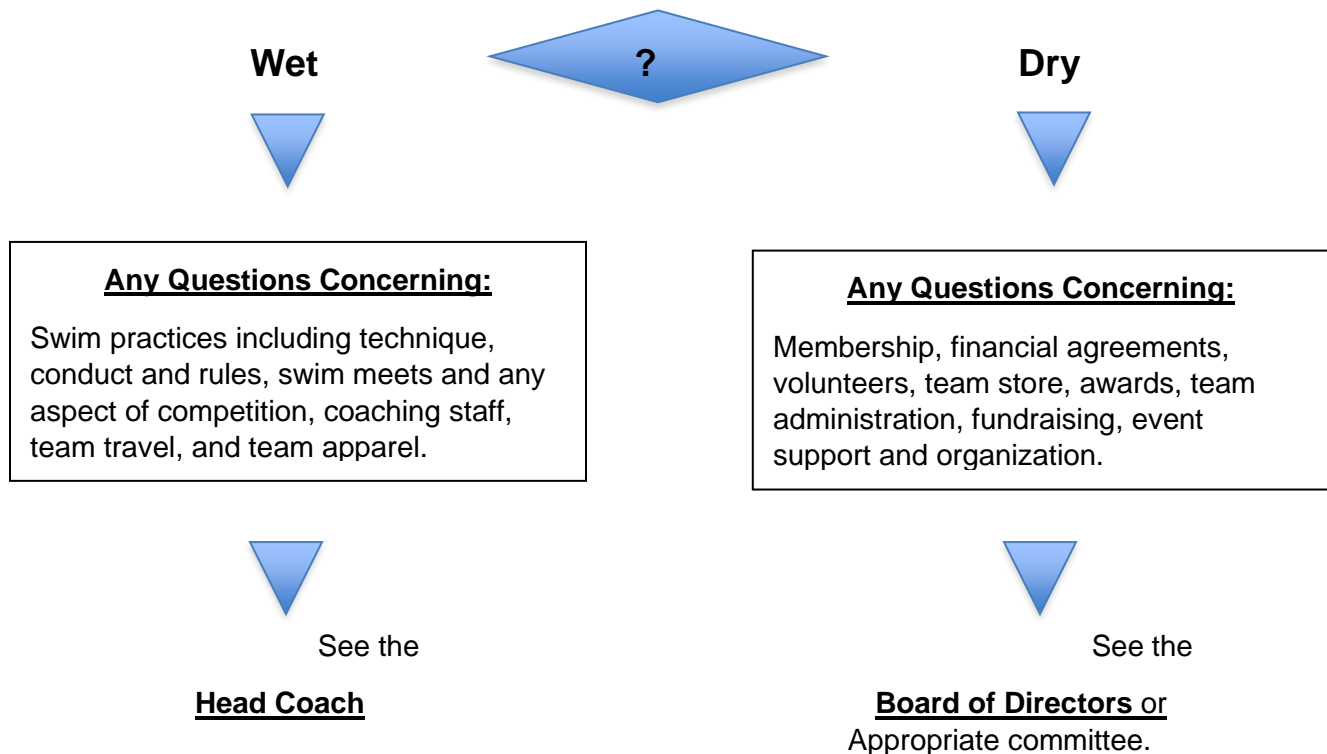 Wet
?
Dry
Any Questions Concerning:
Swim practices including technique,
conduct and rules, swim meets and any
aspect of competition, coaching staff,
team travel, and team apparel.
Any Questions Concerning:
Membership, financial agreements,
volunteers, team store, awards, team
administration, fundraising, event
support and organization.
See the
Head Coach
See the
Board of Directors or
Appropriate committee.